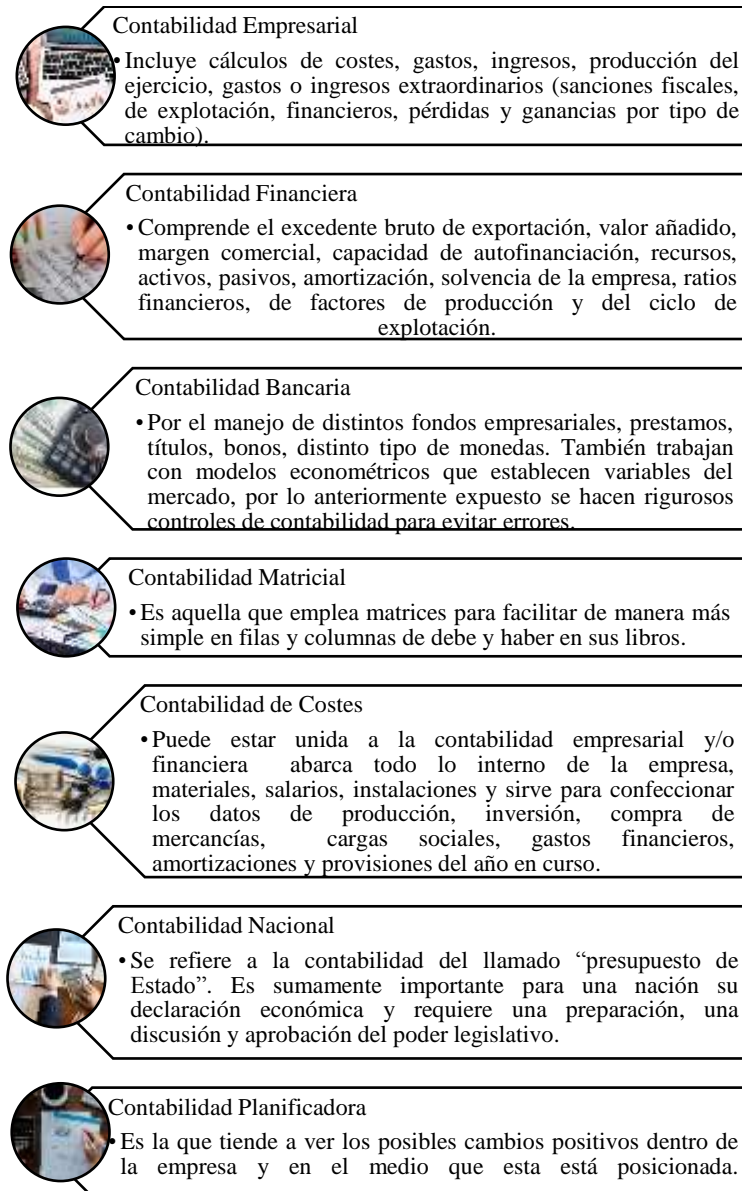 Contabilidad Empresarial
•Incluye cálculos de costes, gastos, ingresos, producción del
ejercicio, gastos o ingresos extraordinarios (sanciones fiscales,
de explotación, financieros, pérdidas y ganancias por tipo de
cambio).
Contabilidad Financiera
•Comprende el excedente bruto de exportación, valor añadido,
margen comercial, capacidad de autofinanciación, recursos,
activos, pasivos, amortización, solvencia de la empresa, ratios
financieros, de factores de producción y del ciclo de
explotación.
Contabilidad Bancaria
•Por el manejo de distintos fondos empresariales, prestamos,
títulos, bonos, distinto tipo de monedas. También trabajan
con modelos econométricos que establecen variables del
mercado, por lo anteriormente expuesto se hacen rigurosos
controles de contabilidad para evitar errores.
Contabilidad Matricial
•Es aquella que emplea matrices para facilitar de manera más
simple en filas y columnas de debe y haber en sus libros.
Contabilidad de Costes
•Puede estar unida a la contabilidad empresarial y/o
financiera abarca todo lo interno de la empresa,
materiales, salarios, instalaciones y sirve para confeccionar
los datos de producción, inversión, compra de
mercancías, cargas sociales, gastos financieros,
amortizaciones y provisiones del año en curso.
Contabilidad Nacional
•Se refiere a la contabilidad del llamado “presupuesto de
Estado”. Es sumamente importante para una nación su
declaración económica y requiere una preparación, una
discusión y aprobación del poder legislativo.
Contabilidad Planificadora
•Es la que tiende a ver los posibles cambios positivos dentro de
la empresa y en el medio que esta está posicionada.